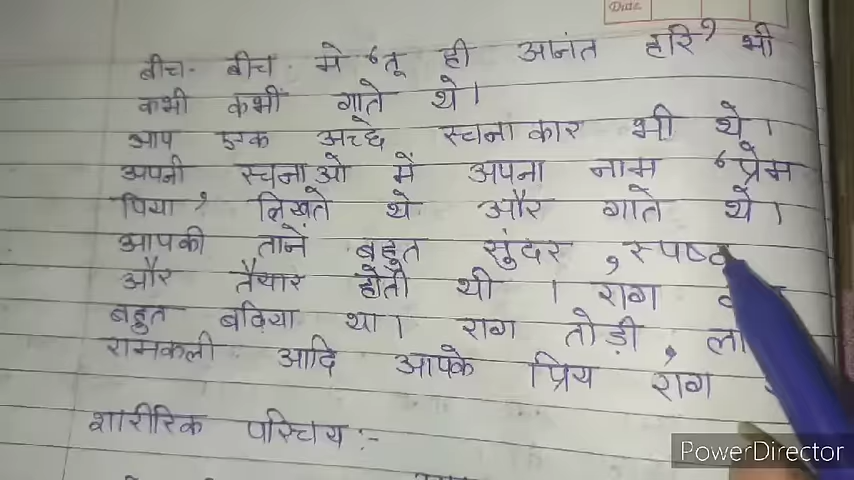 Date
बीच- बीच में ‘तू ही आनंत हरि’ भी
कभी कभी गाते थे।
आप एक अच्छे रचनाकार भी थे।
अपनी रचनाओ में अपना नाम ‘प्रेम
पिया’ लिखते थे और गाते थे।
आपकी तानें बहुत सुंदर , स्पष्ट
और तैयार होती थी । राग
बहुत बढिया था। राग तोड़ी ,
रामकली आदि आपके प्रिय राग
शारीरिक परिचय:-
PowerDirector